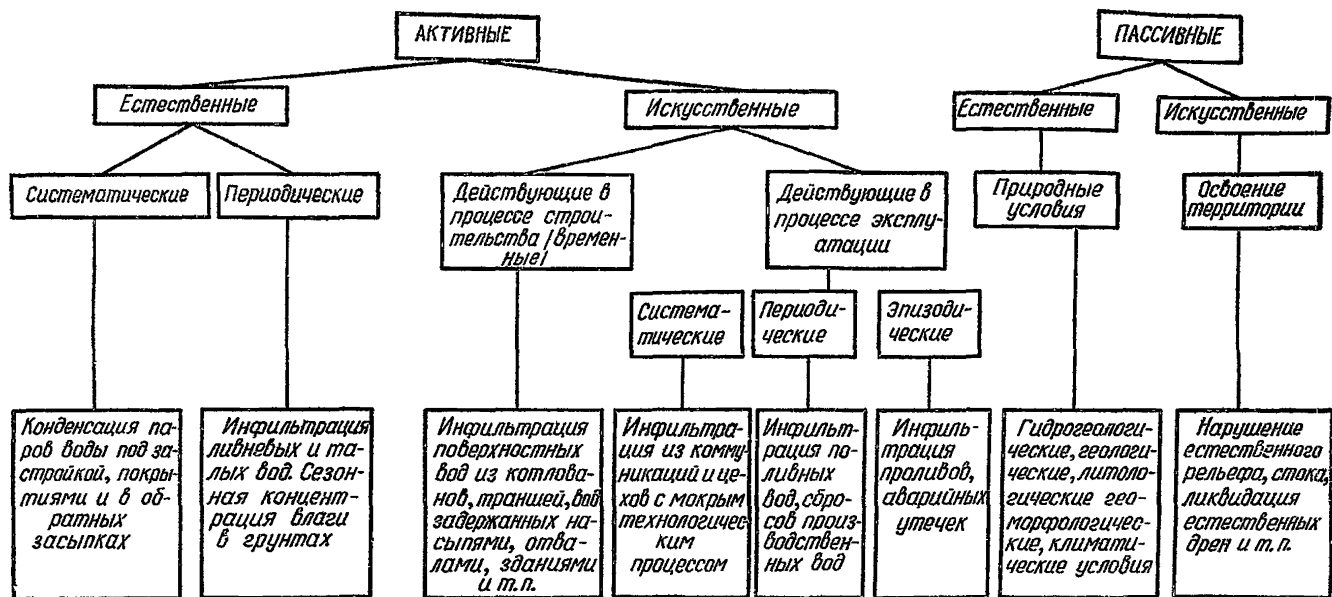 АКТИВНЫЕ
ПАССИВНЫЕ
Естественные
Искусственные
Естественные
Искусственные
Систематические
Периодические
Действующие в
процессе строи-
тельства /времен-
ные/
Действующие в
процессе эксплу-
атации
Природные
условия
Освоение
территории
Система-
тические
Периоди-
ческие
Эпизоди-
ческие
Конденсация па-
ров воды под за-
стройкой, покры-
тиями и в об-
ратных
засыпках
Инфильтрация
ливневых и та-
лых вод. Сезон-
ная концент-
рация влаги
в грунтах
Инфильтрация
поверхностных
вод из котлова-
нов, траншей, вод
задержанных на-
сыпями, отва-
лами, зданиями
и т.п.
Инфильтра-
ция из комму-
никаций и це-
хов с мокрым
технологичес-
ким
процессом
Инфильт-
рация по-
ливных
вод, сбро-
сов произ-
водствен-
ных вод
Инфиль-
трация
проливов,
аварийных
утечек
Гидрогеологи-
ческие, геологи-
ческие, литоло-
гические гео-
морфологичес-
кие, климати-
ческие условия
Нарушение
естественного
рельефа, стока,
ликвидация
естественных
дрен и т.п.